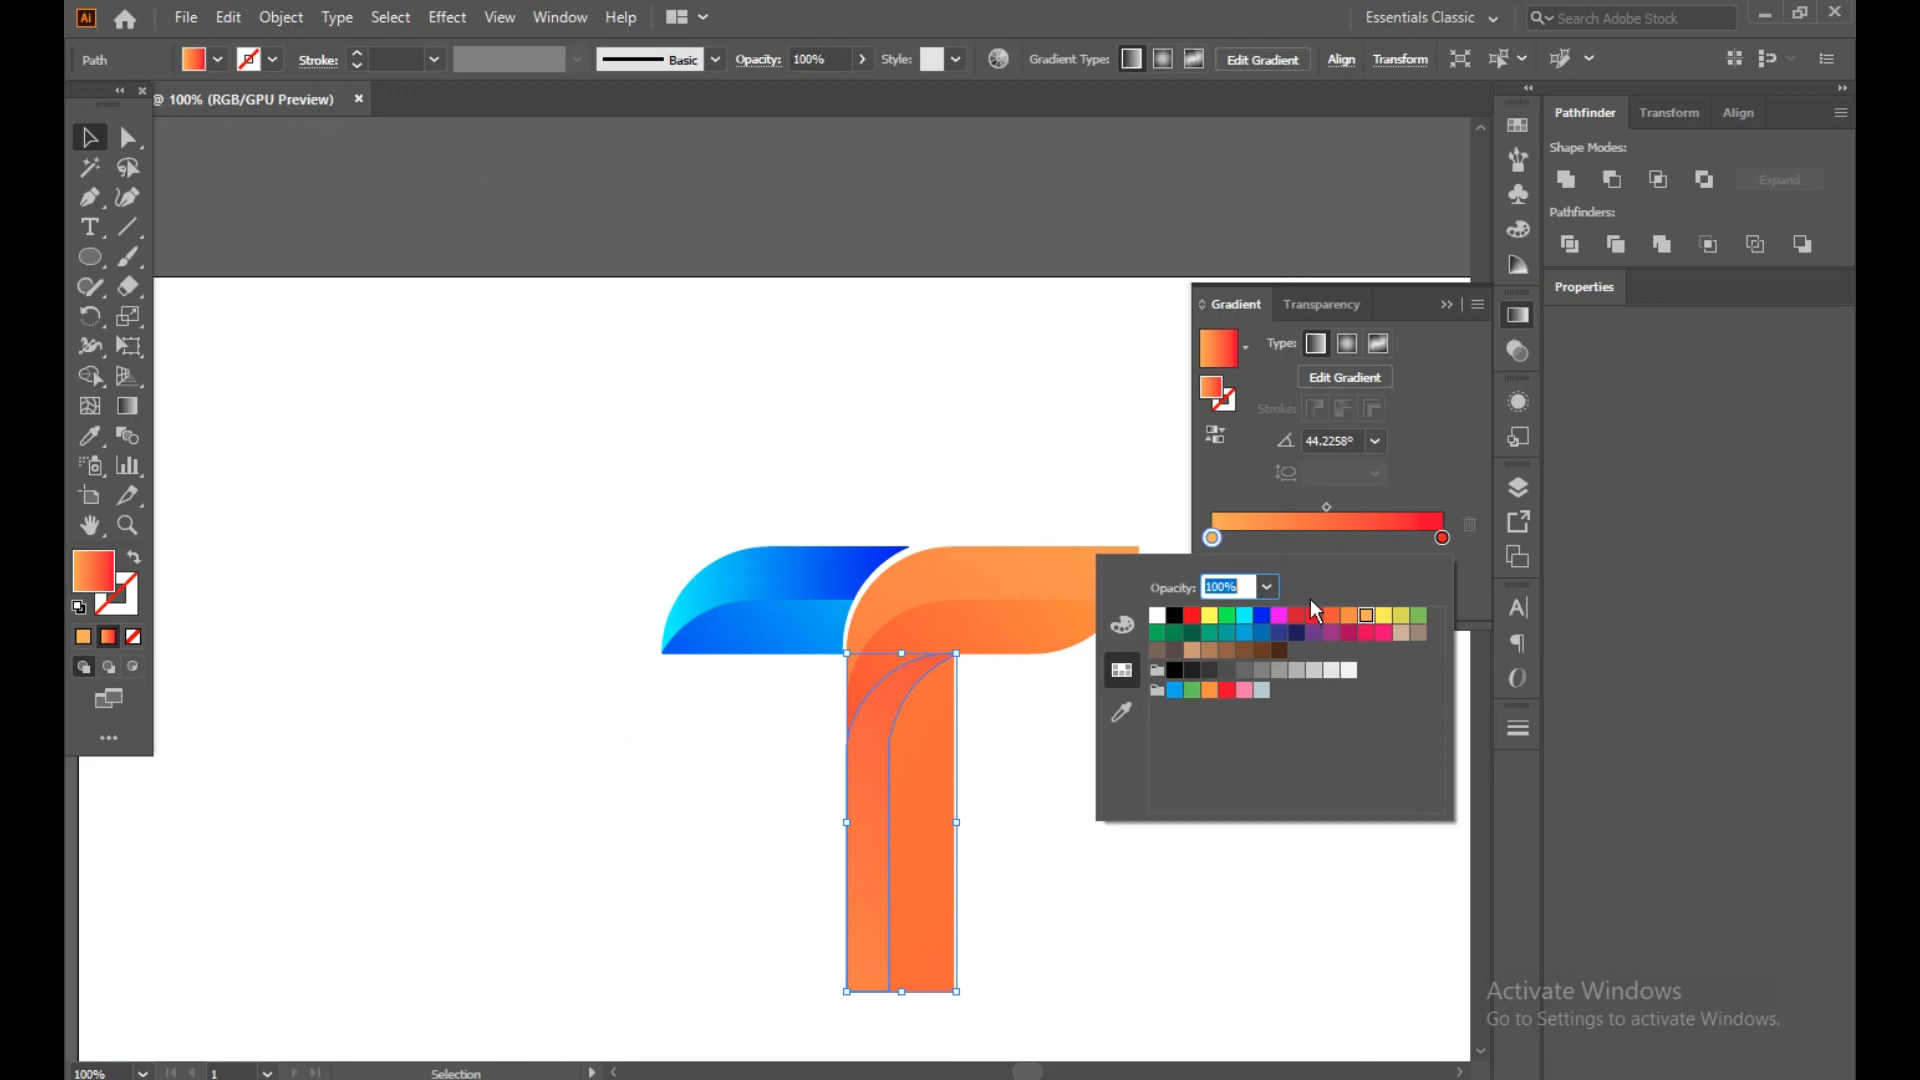 Ai File Edit Object Type Select Effect View Window Help Essentials Classic Search Adobe Stock
Path Stroke: Basic Opacity: 100% Style: Gradient Type: Edit Gradient Align Transform
@ 100% (RGB/GPU Preview)
Pathfinder Transform Align
Shape Modes:
Expand
Pathfinders:
Properties
Gradient Transparency
Type:
Edit Gradient
Stroke:
44.2258°
Opacity: 100%
Activate Windows
Go to Settings to activate Windows.
100% 1 Selection